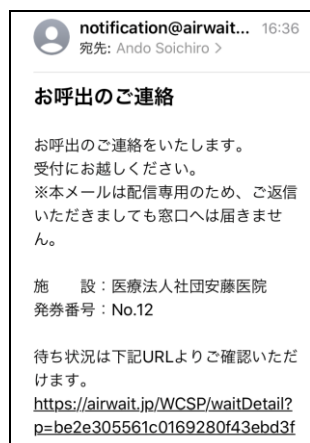 notification@airwait... 16:36
宛先: Ando Soichiro >
お呼出のご連絡
お呼出のご連絡をいたします。
受付にお越しください。
※本メールは配信専用のため、ご返信
いただきましても窓口へは届きませ
ん。
施　　設：医療法人社団安藤医院
発券番号：No.12
待ち状況は下記URLよりご確認いただ
けます。
https://airwait.jp/WCSP/waitDetail?
p=be2e305561c0169280f43ebd3f